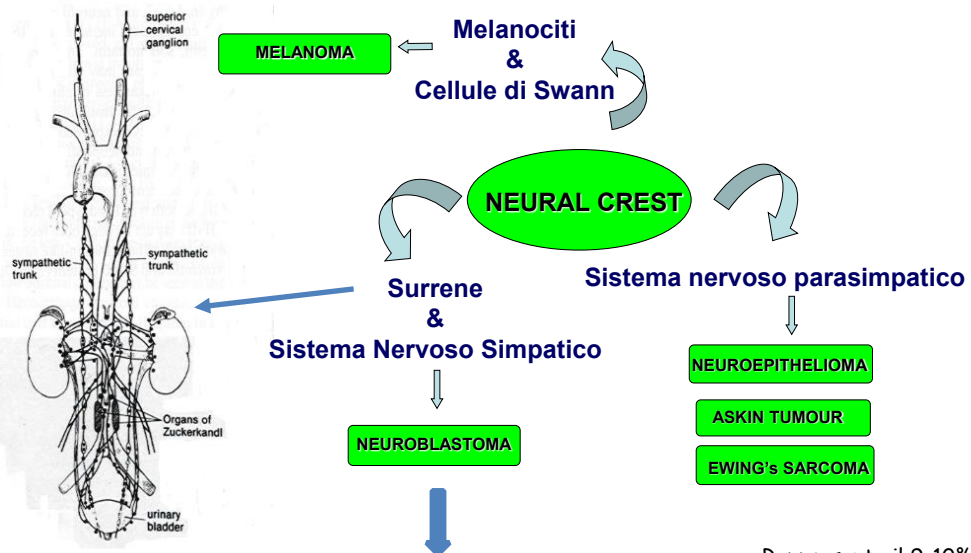 superior
cervical
ganglion
MELANOMA
Melanociti
&
Cellule di Swann
NEURAL CREST
sympathetic
trunk
sympathetic
trunk
Surrene
&
Sistema Nervoso Simpatico
Sistema nervoso parasimpatico
NEUROEPITHELIOMA
ASKIN TUMOUR
EWING's SARCOMA
Organs of
Zuckerkandl
NEUROBLASTOMA
urinary
bladder